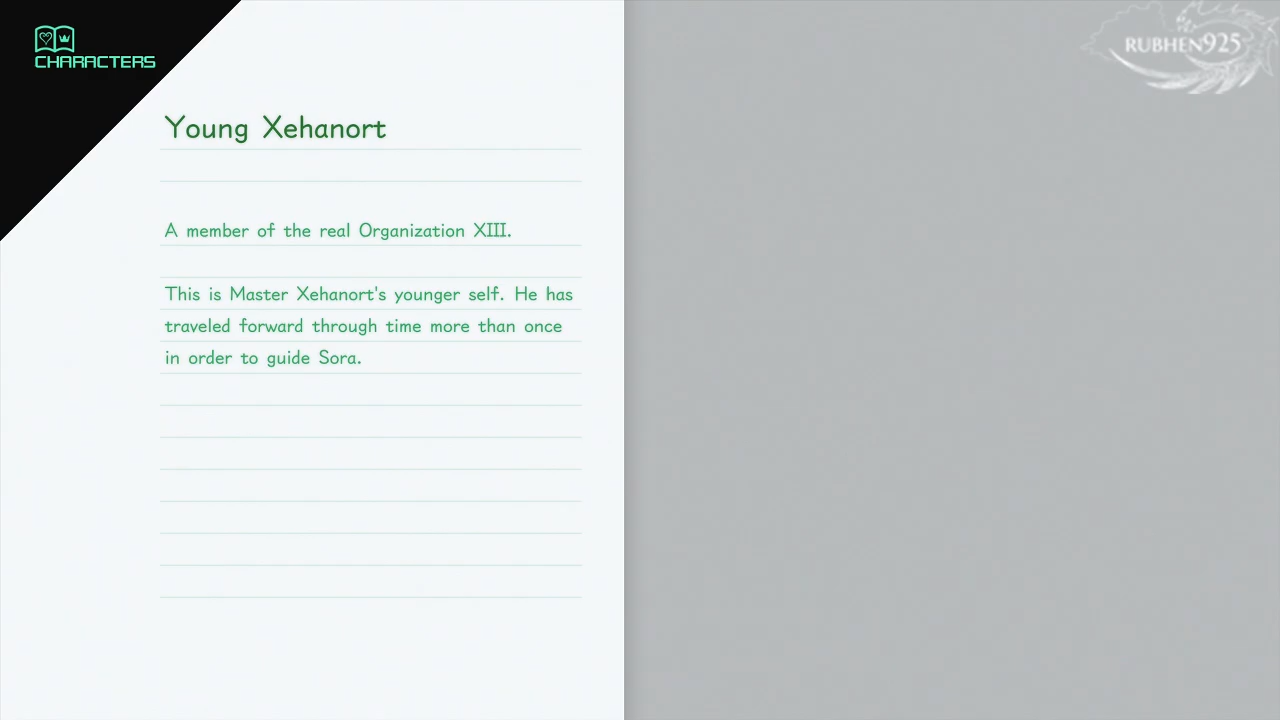 CHARACTERS
RUBHEN925
Young Xehanort
A member of the real Organization XIII.
This is Master Xehanort's younger self. He has
traveled forward through time more than once
in order to guide Sora.